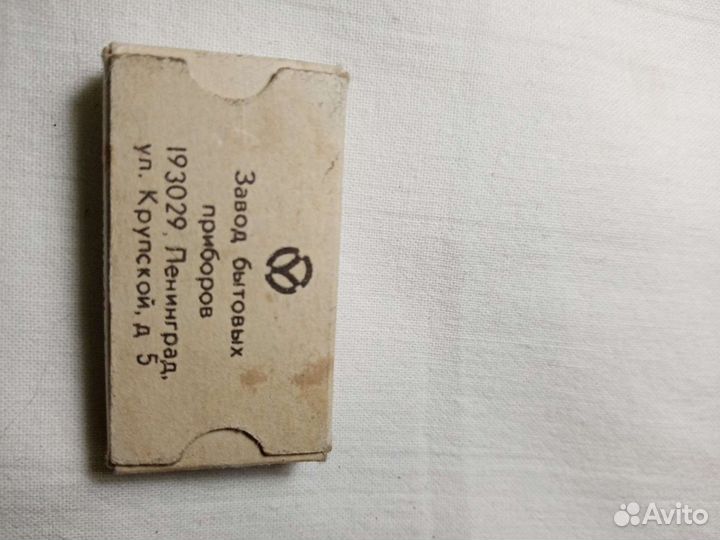 Завод бытовых
приборов
193029, Ленинград,
ул. Крупской, д 5
Avito